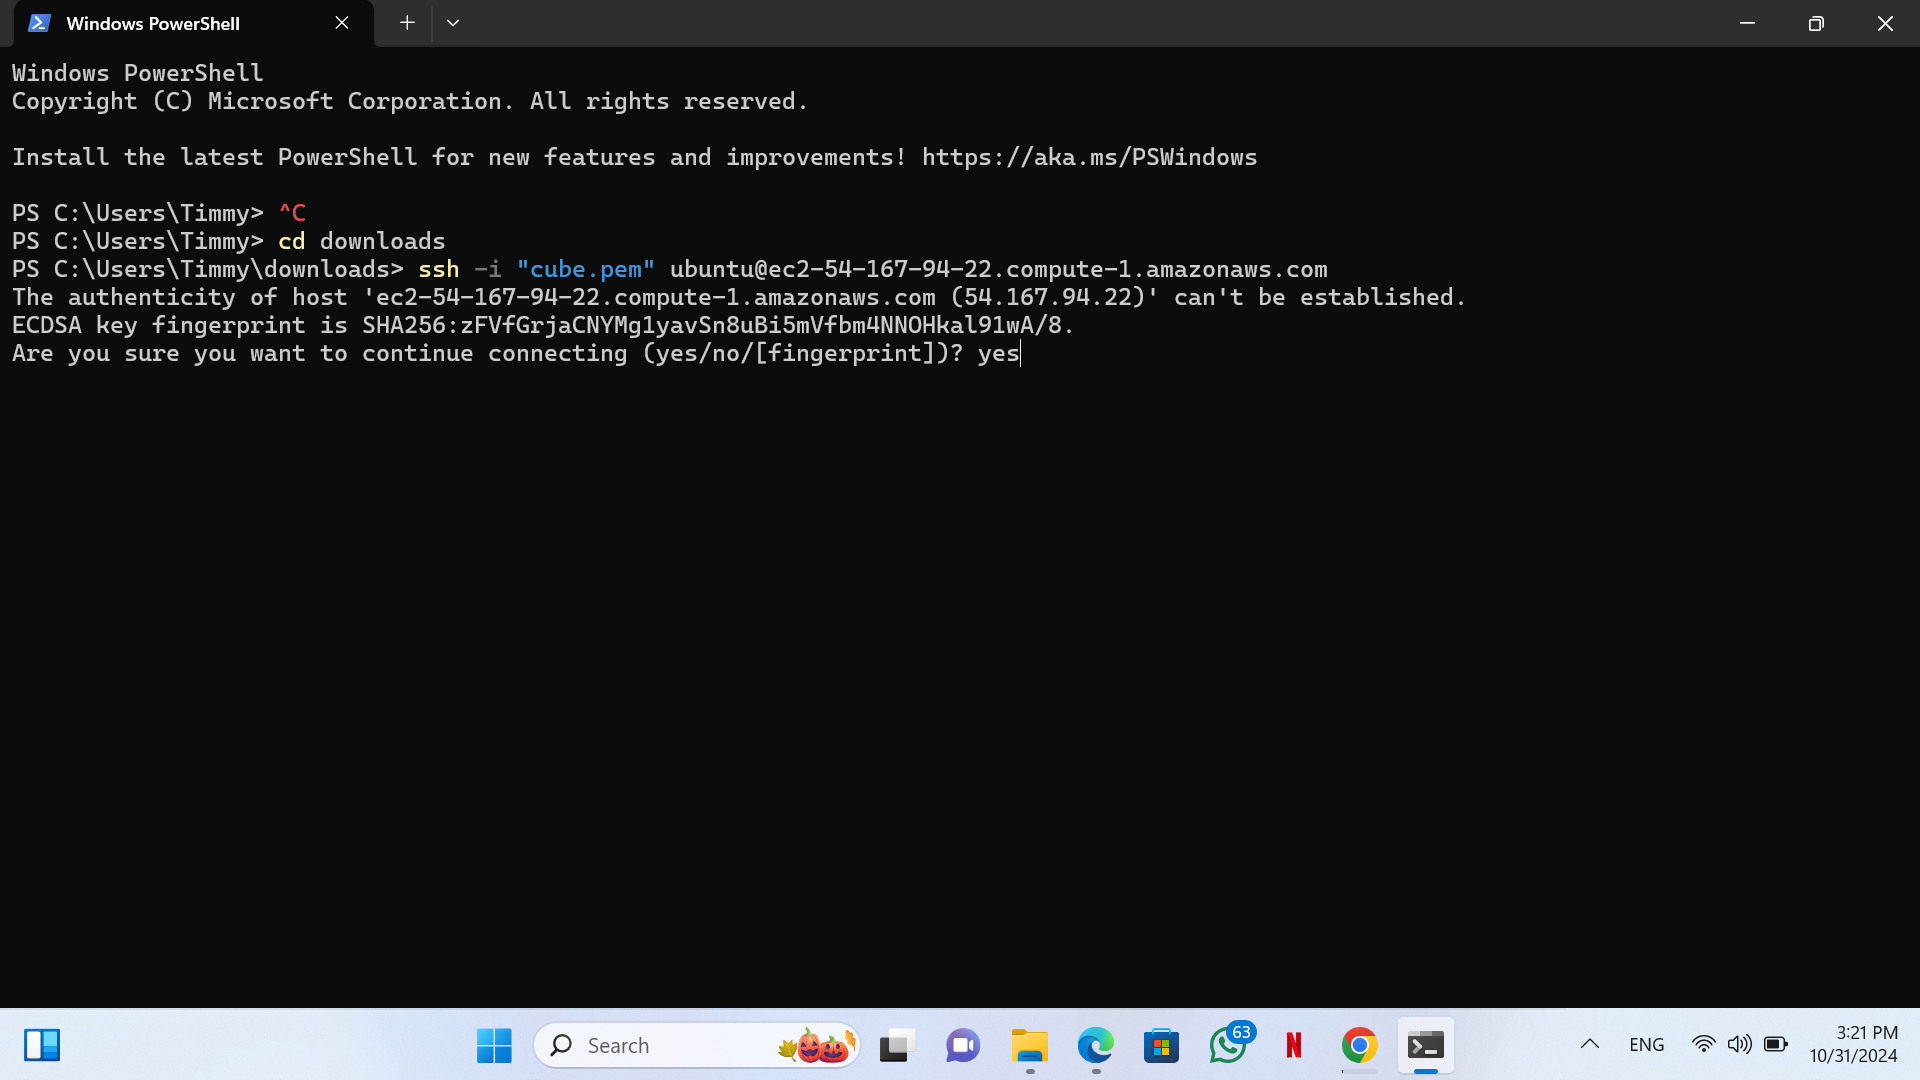 Windows PowerShell
Windows PowerShell
Copyright (C) Microsoft Corporation. All rights reserved.
Install the latest PowerShell for new features and improvements! https://aka.ms/PSWindows
PS C:\Users\Timmy> ^C
PS C:\Users\Timmy> cd downloads
PS C:\Users\Timmy\downloads> ssh -i "cube.pem" ubuntu@ec2-54-167-94-22.compute-1.amazonaws.com
The authenticity of host 'ec2-54-167-94-22.compute-1.amazonaws.com (54.167.94.22)' can't be established.
ECDSA key fingerprint is SHA256:zFVfGrjaCNYMg1yavSn8uBi5mVfbm4NNOHkal91wA/8.
Are you sure you want to continue connecting (yes/no/[fingerprint])? yes
Search
63
N
ENG
3:21 PM
10/31/2024